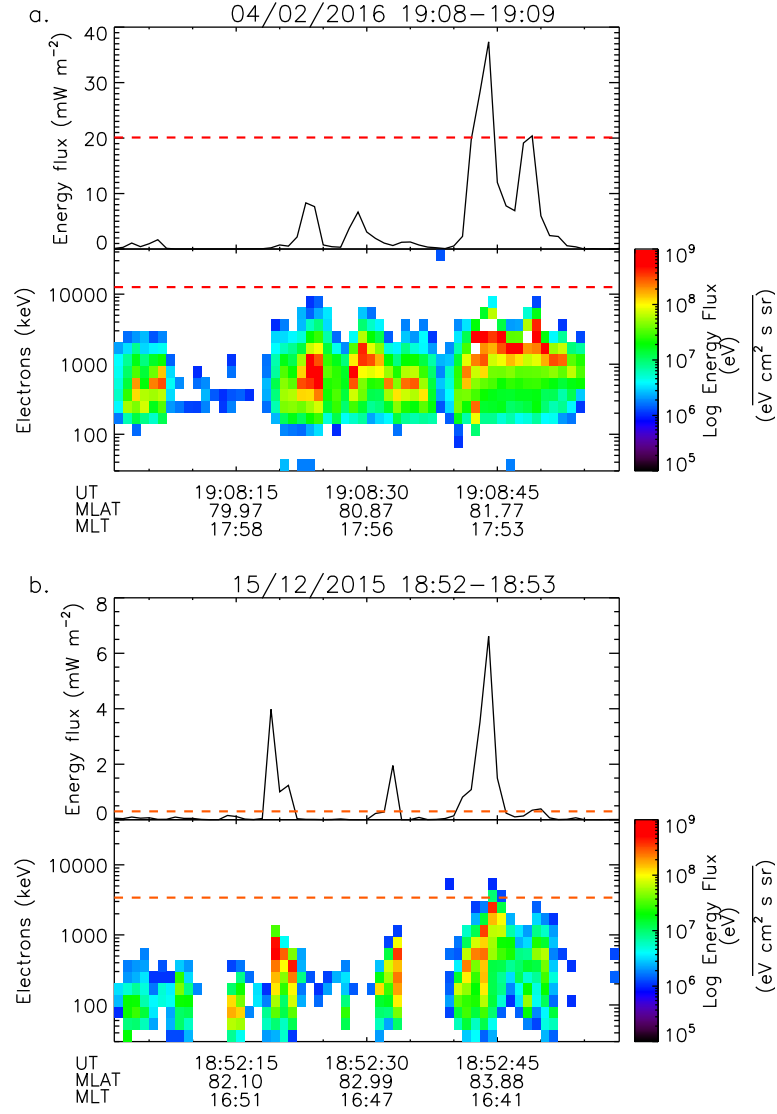 a.
04/02/2016 19:08−19:09
Energy flux (mW m⁻²)
40
30
20
10
0
Electrons (keV)
10000
1000
100
10⁹
10⁸
10⁷
10⁶
10⁵
Log Energy Flux
(eV)
(eV cm² s sr)
UT 19:08:15 19:08:30 19:08:45
MLAT 79.97 80.87 81.77
MLT 17:58 17:56 17:53
b.
15/12/2015 18:52−18:53
Energy flux (mW m⁻²)
8
6
4
2
0
Electrons (keV)
10000
1000
100
10⁹
10⁸
10⁷
10⁶
10⁵
Log Energy Flux
(eV)
(eV cm² s sr)
UT 18:52:15 18:52:30 18:52:45
MLAT 82.10 82.99 83.88
MLT 16:51 16:47 16:41